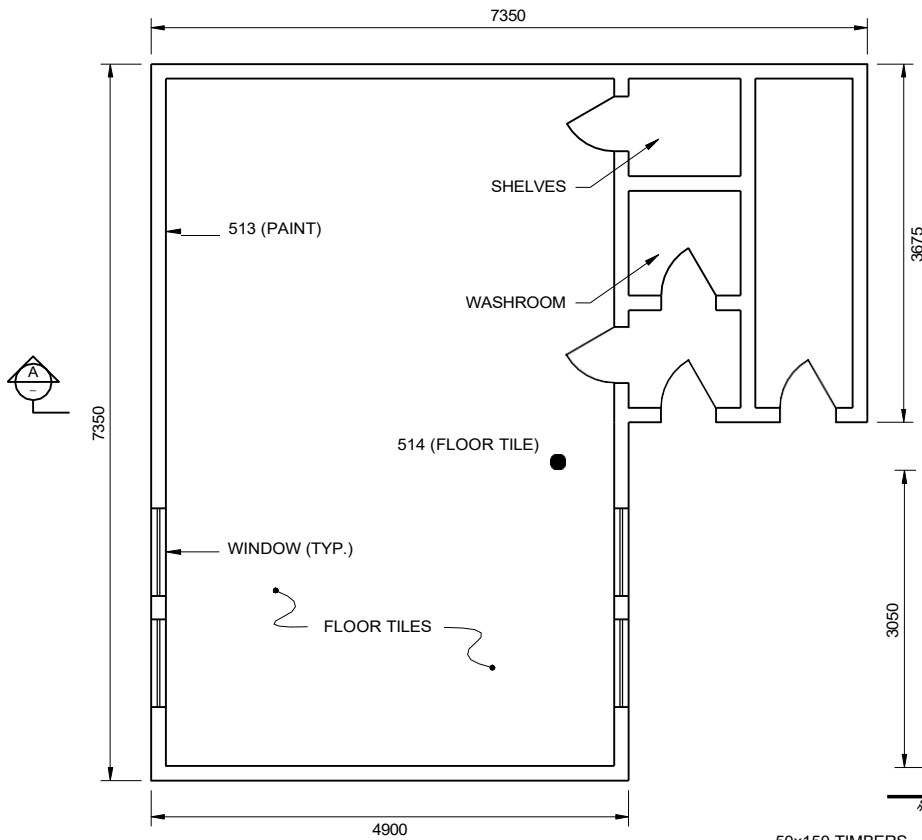 7350
SHELVES
513 (PAINT)
3675
WASHROOM
A
–
7350
514 (FLOOR TILE)
WINDOW (TYP.)
3050
FLOOR TILES
4900
50x150 TIMBERS